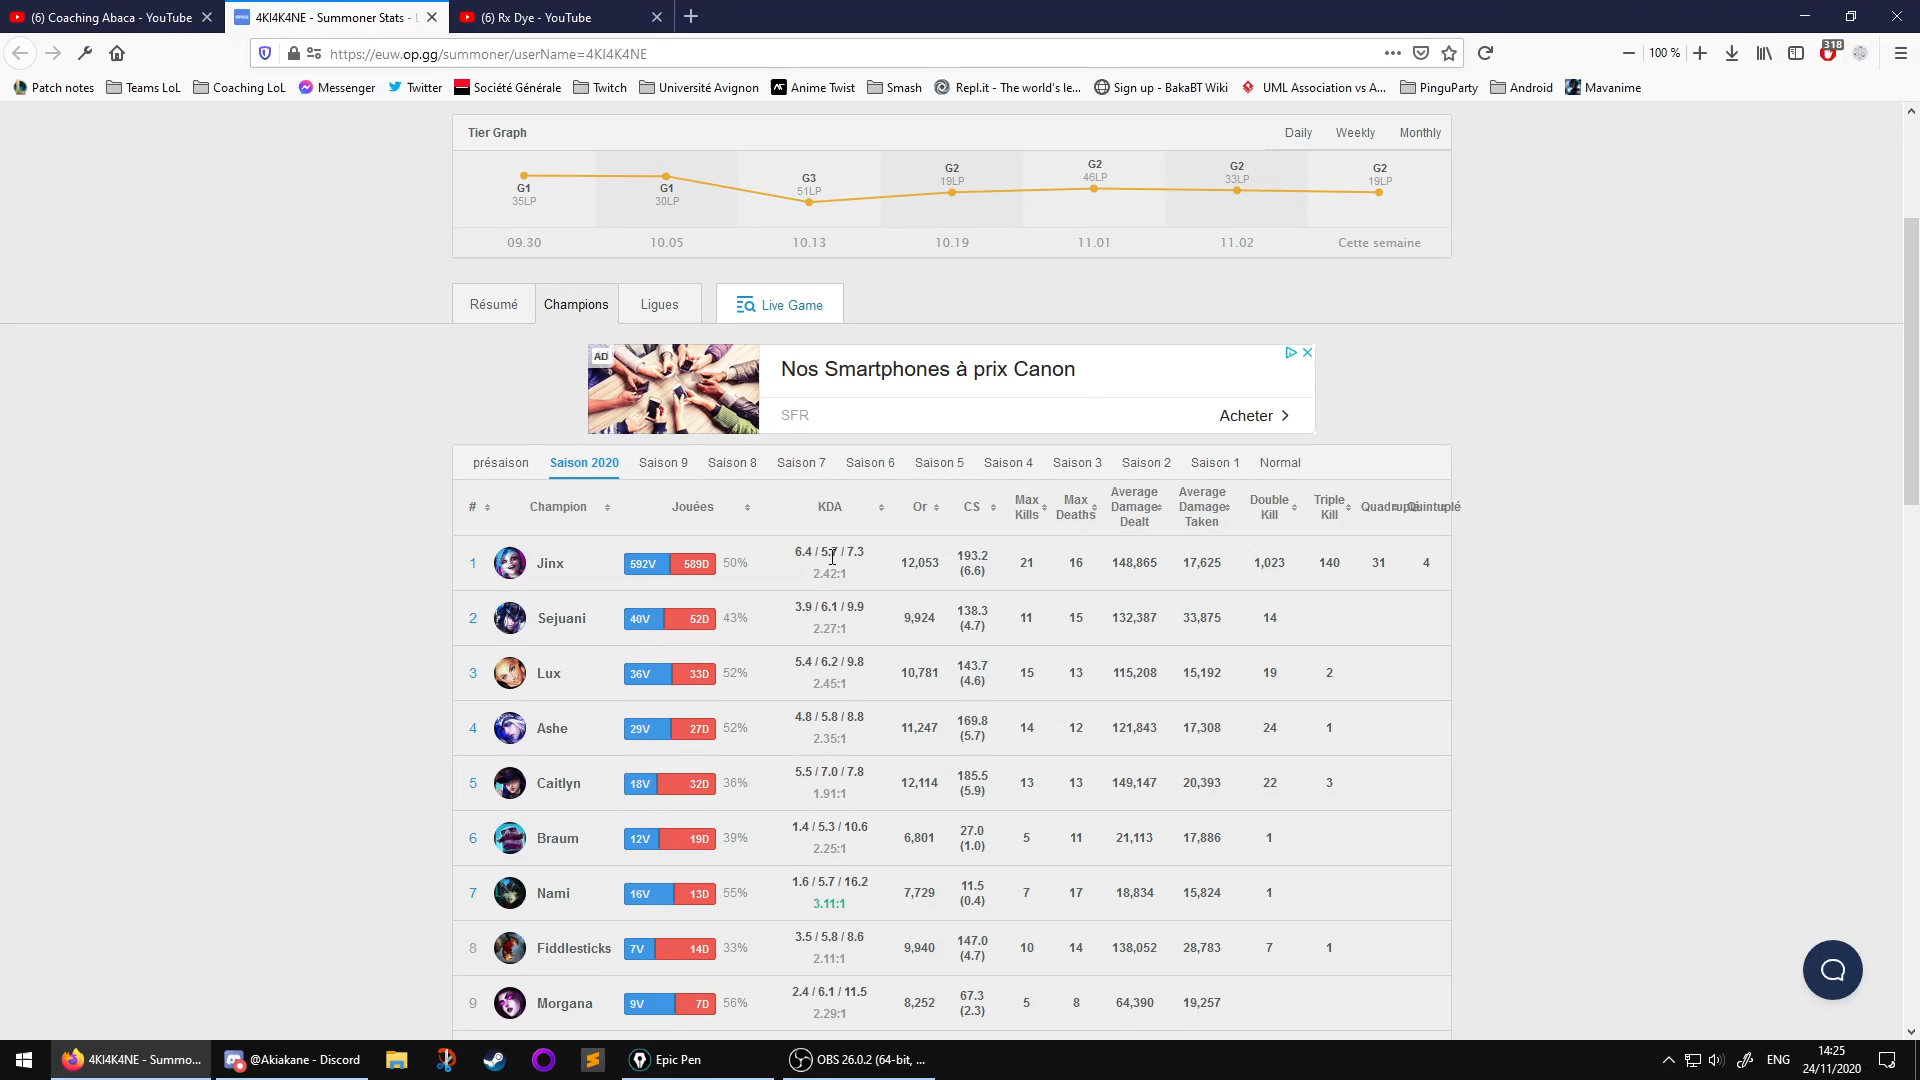 (6) Coaching Abaca - YouTube
4KI4K4NE - Summoner Stats - L
(6) Rx Dye - YouTube
https://euw.op.gg/summoner/userName=4KI4K4NE
100 %
318
Patch notes
Teams LoL
Coaching LoL
Messenger
Twitter
Société Générale
Twitch
Université Avignon
Anime Twist
Smash
Repl.it - The world's le...
Sign up - BakaBT Wiki
UML Association vs A...
PinguParty
Android
Mavanime
Tier Graph
Daily Weekly Monthly
G1 35LP
G1 30LP
G3 51LP
G2 19LP
G2 46LP
G2 33LP
G2 19LP
09.30 10.05 10.13 10.19 11.01 11.02 Cette semaine
Résumé Champions Ligues Live Game
AD
Nos Smartphones à prix Canon
SFR
Acheter
présaison Saison 2020 Saison 9 Saison 8 Saison 7 Saison 6 Saison 5 Saison 4 Saison 3 Saison 2 Saison 1 Normal
# Champion Jouées KDA Or CS Max Kills Max Deaths Average Damage Dealt Average Damage Taken Double Kill Triple Kill Quadruplé Quintuplé
1 Jinx 592V 589D 50% 6.4 / 5.7 / 7.3 2.42:1 12,053 193.2 (6.6) 21 16 148,865 17,625 1,023 140 31 4
2 Sejuani 40V 52D 43% 3.9 / 6.1 / 9.9 2.27:1 9,924 138.3 (4.7) 11 15 132,387 33,875 14
3 Lux 36V 33D 52% 5.4 / 6.2 / 9.8 2.45:1 10,781 143.7 (4.6) 15 13 115,208 15,192 19 2
4 Ashe 29V 27D 52% 4.8 / 5.8 / 8.8 2.35:1 11,247 169.8 (5.7) 14 12 121,843 17,308 24 1
5 Caitlyn 18V 32D 36% 5.5 / 7.0 / 7.8 1.91:1 12,114 185.5 (5.9) 13 13 149,147 20,393 22 3
6 Braum 12V 19D 39% 1.4 / 5.3 / 10.6 2.25:1 6,801 27.0 (1.0) 5 11 21,113 17,886 1
7 Nami 16V 13D 55% 1.6 / 5.7 / 16.2 3.11:1 7,729 11.5 (0.4) 7 17 18,834 15,824 1
8 Fiddlesticks 7V 14D 33% 3.5 / 5.8 / 8.6 2.11:1 9,940 147.0 (4.7) 10 14 138,052 28,783 7 1
9 Morgana 9V 7D 56% 2.4 / 6.1 / 11.5 2.29:1 8,252 67.3 (2.3) 5 8 64,390 19,257
4KI4K4NE - Summo...
@Akiakane - Discord
Epic Pen
OBS 26.0.2 (64-bit, ...
ENG
14:25
24/11/2020